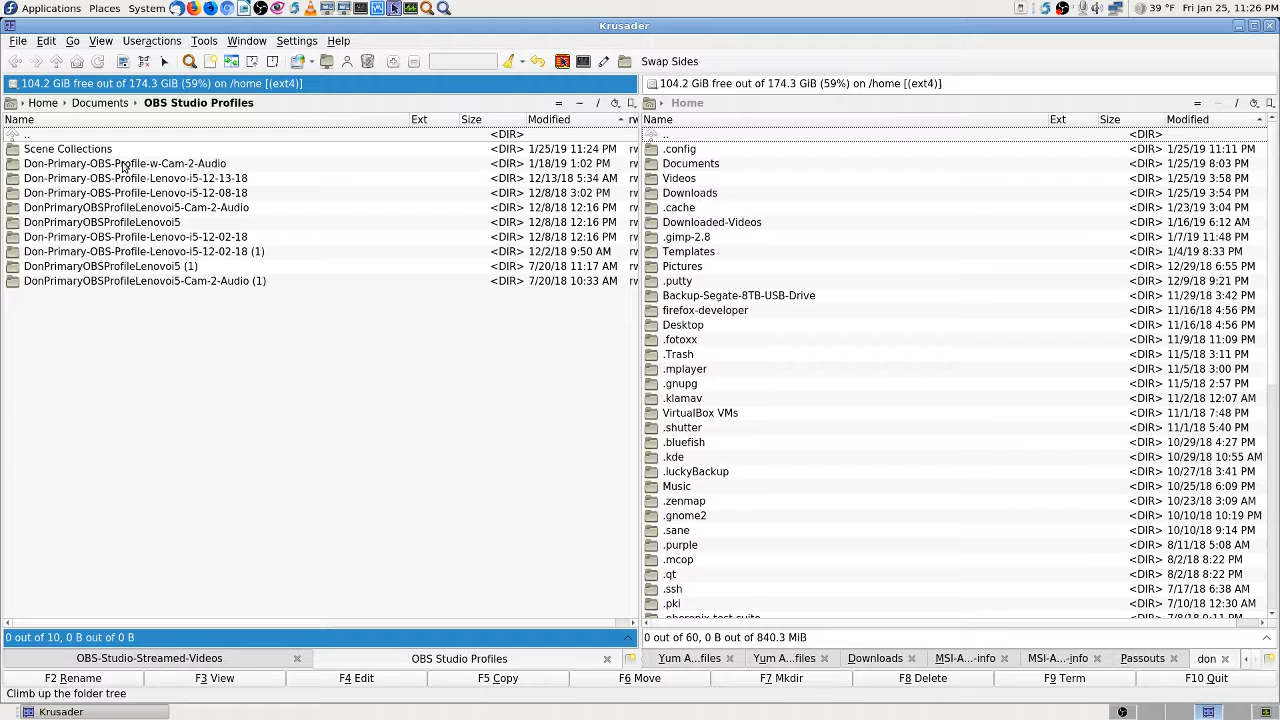 Applications Places System 39 °F Fri Jan 25, 11:26 PM
Krusader
File Edit Go View Useractions Tools Window Settings Help
Swap Sides
104.2 GiB free out of 174.3 GiB (59%) on /home [(ext4)]
Home Documents OBS Studio Profiles = ~ /
Name Ext Size Modified rw
.. <DIR>
Scene Collections <DIR> 1/25/19 11:24 PM rw
Don-Primary-OBS-Profile-w-Cam-2-Audio <DIR> 1/18/19 1:02 PM rw
Don-Primary-OBS-Profile-Lenovo-i5-12-13-18 <DIR> 12/13/18 5:34 AM rw
Don-Primary-OBS-Profile-Lenovo-i5-12-08-18 <DIR> 12/8/18 3:02 PM rw
DonPrimaryOBSProfileLenovoi5-Cam-2-Audio <DIR> 12/8/18 12:16 PM rw
DonPrimaryOBSProfileLenovoi5 <DIR> 12/8/18 12:16 PM rw
Don-Primary-OBS-Profile-Lenovo-i5-12-02-18 <DIR> 12/8/18 12:16 PM rw
Don-Primary-OBS-Profile-Lenovo-i5-12-02-18 (1) <DIR> 12/2/18 9:50 AM rw
DonPrimaryOBSProfileLenovoi5 (1) <DIR> 7/20/18 11:17 AM rw
DonPrimaryOBSProfileLenovoi5-Cam-2-Audio (1) <DIR> 7/20/18 10:33 AM rw
0 out of 10, 0 B out of 0 B
OBS-Studio-Streamed-Videos OBS Studio Profiles
104.2 GiB free out of 174.3 GiB (59%) on /home [(ext4)]
Home = ~ /
Name Ext Size Modified
.. <DIR>
.config <DIR> 1/25/19 11:11 PM
Documents <DIR> 1/25/19 8:03 PM
Videos <DIR> 1/25/19 3:58 PM
Downloads <DIR> 1/25/19 3:54 PM
.cache <DIR> 1/23/19 3:04 PM
Downloaded-Videos <DIR> 1/16/19 6:12 AM
.gimp-2.8 <DIR> 1/7/19 11:48 PM
Templates <DIR> 1/4/19 8:33 PM
Pictures <DIR> 12/29/18 6:55 PM
.putty <DIR> 12/9/18 9:21 PM
Backup-Segate-8TB-USB-Drive <DIR> 11/29/18 3:42 PM
firefox-developer <DIR> 11/16/18 4:56 PM
Desktop <DIR> 11/16/18 4:56 PM
.fotoxx <DIR> 11/9/18 11:09 PM
.Trash <DIR> 11/5/18 3:11 PM
.mplayer <DIR> 11/5/18 3:00 PM
.gnupg <DIR> 11/5/18 2:57 PM
.klamav <DIR> 11/2/18 12:07 AM
VirtualBox VMs <DIR> 11/1/18 7:48 PM
.shutter <DIR> 11/1/18 5:40 PM
.bluefish <DIR> 10/29/18 4:27 PM
.kde <DIR> 10/29/18 10:55 AM
.luckyBackup <DIR> 10/27/18 3:41 PM
Music <DIR> 10/25/18 6:09 PM
.zenmap <DIR> 10/23/18 3:09 AM
.gnome2 <DIR> 10/10/18 10:19 PM
.sane <DIR> 10/10/18 9:14 PM
.purple <DIR> 8/11/18 5:08 AM
.mcop <DIR> 8/2/18 8:22 PM
.qt <DIR> 8/2/18 8:22 PM
.ssh <DIR> 7/17/18 6:38 AM
.pki <DIR> 7/10/18 12:30 AM
0 out of 60, 0 B out of 840.3 MiB
Yum A...files Yum A...files Downloads MSI-A...-info MSI-A...-info Passouts don
F2 Rename F3 View F4 Edit F5 Copy F6 Move F7 Mkdir F8 Delete F9 Term F10 Quit
Climb up the folder tree
Krusader